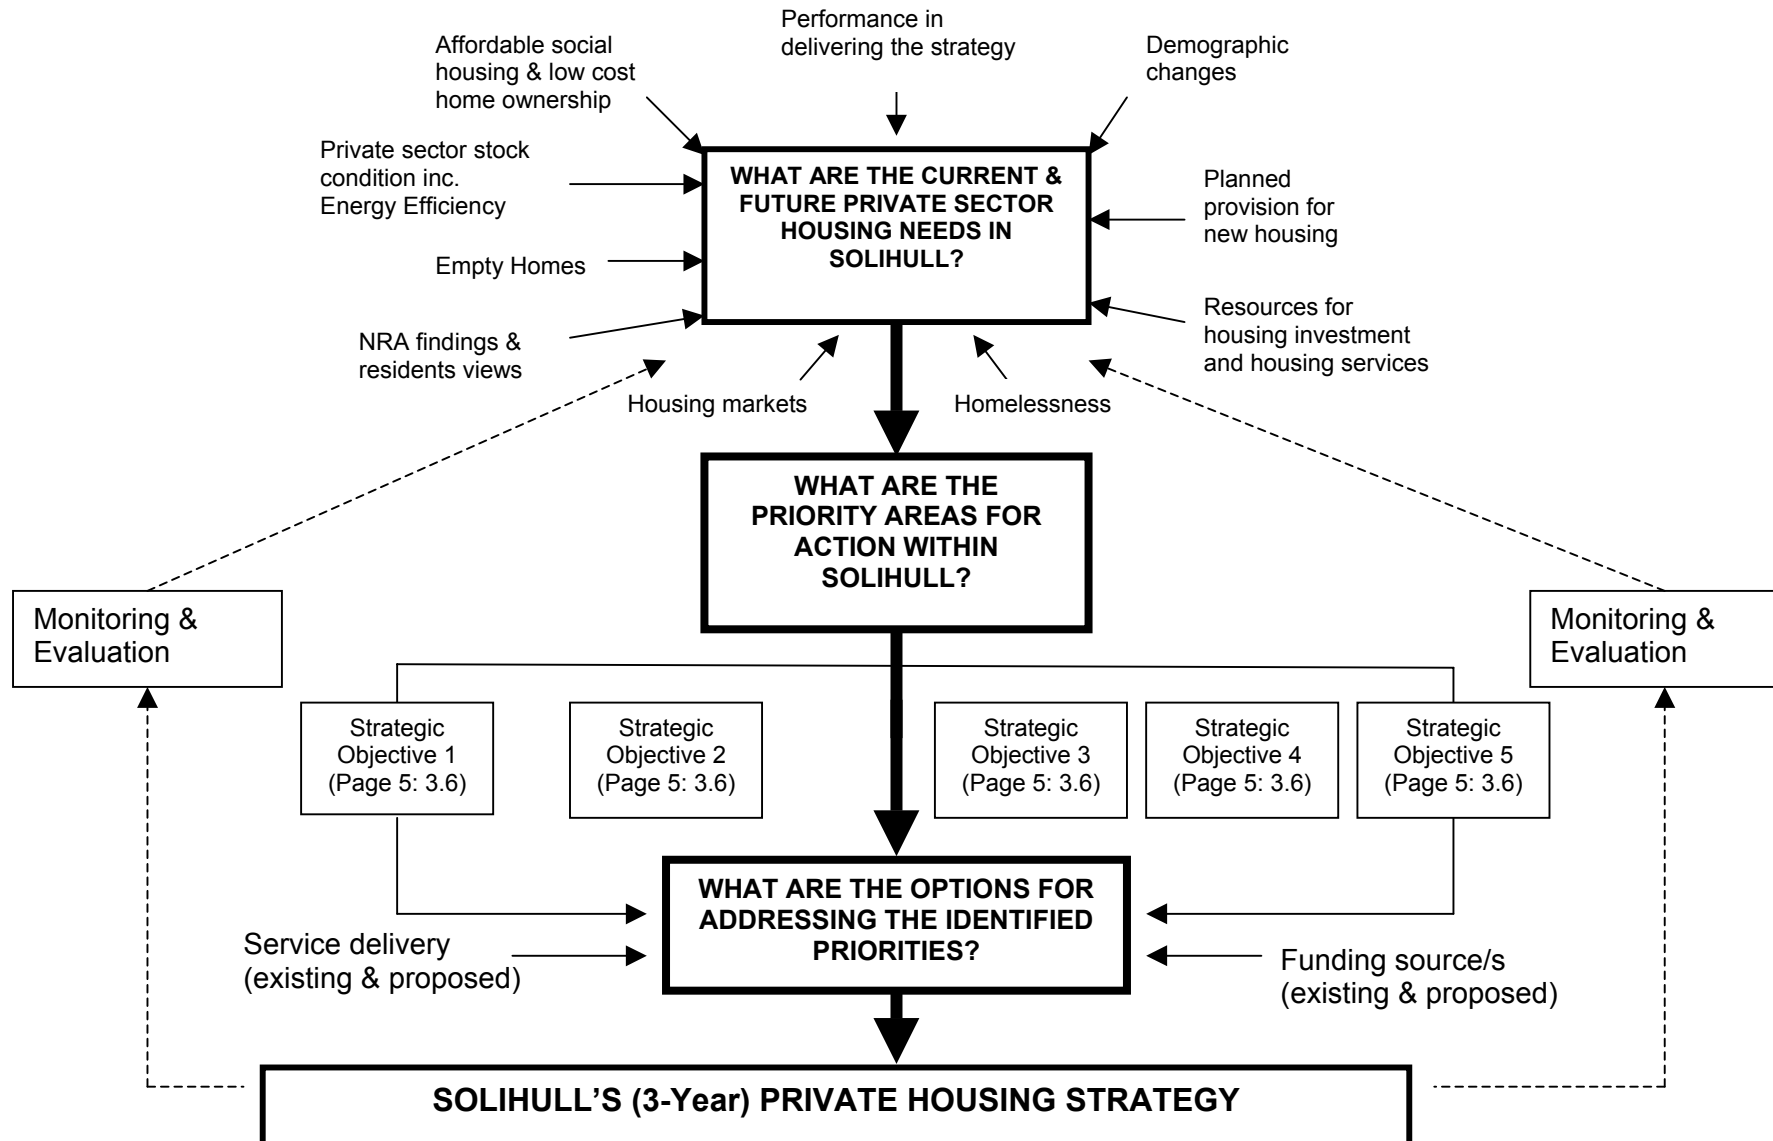 Performance in
delivering the strategy
Affordable social
housing & low cost
home ownership
Demographic
changes
Private sector stock
condition inc.
Energy Efficiency
WHAT ARE THE CURRENT &
FUTURE PRIVATE SECTOR
HOUSING NEEDS IN
SOLIHULL?
Planned
provision for
new housing
Empty Homes
NRA findings &
residents views
Resources for
housing investment
and housing services
Housing markets
Homelessness
WHAT ARE THE
PRIORITY AREAS FOR
ACTION WITHIN
SOLIHULL?
Monitoring &
Evaluation
Monitoring &
Evaluation
Strategic
Objective 1
(Page 5: 3.6)
Strategic
Objective 2
(Page 5: 3.6)
Strategic
Objective 3
(Page 5: 3.6)
Strategic
Objective 4
(Page 5: 3.6)
Strategic
Objective 5
(Page 5: 3.6)
WHAT ARE THE OPTIONS FOR
ADDRESSING THE IDENTIFIED
PRIORITIES?
Service delivery
(existing & proposed)
Funding source/s
(existing & proposed)
SOLIHULL’S (3-Year) PRIVATE HOUSING STRATEGY